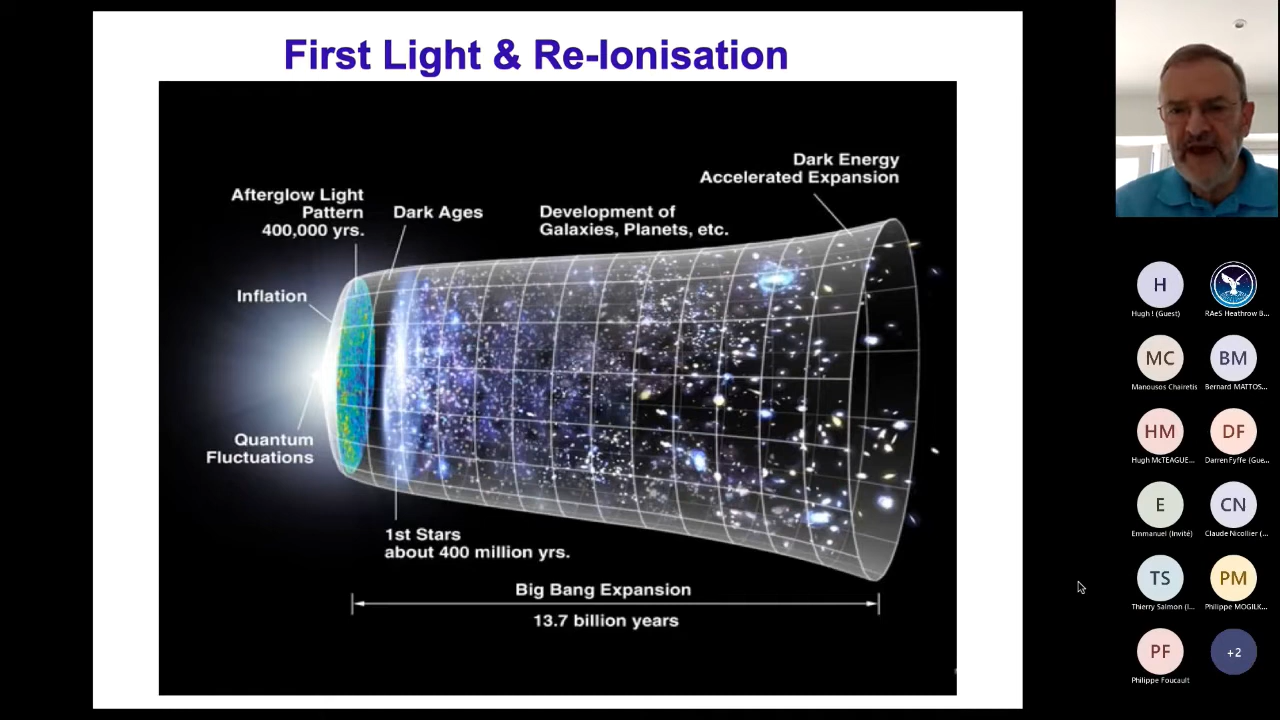 First Light & Re-Ionisation
Dark Energy
Accelerated Expansion
Afterglow Light
Pattern
400,000 yrs.
Dark Ages
Development of
Galaxies, Planets, etc.
Inflation
Quantum
Fluctuations
1st Stars
about 400 million yrs.
Big Bang Expansion
13.7 billion years
H
Hugh ! (Guest)
RAeS Heathrow B...
MC
Manousos Chairetis
BM
Bernard MATTOS...
HM
Hugh McTEAGUE...
DF
Darren Fyffe (Gue...
E
Emmanuel (Invité)
CN
Claude Nicollier (...
TS
Thierry Salmon (I...
PM
Philippe MOGILK...
PF
Philippe Foucault
+2